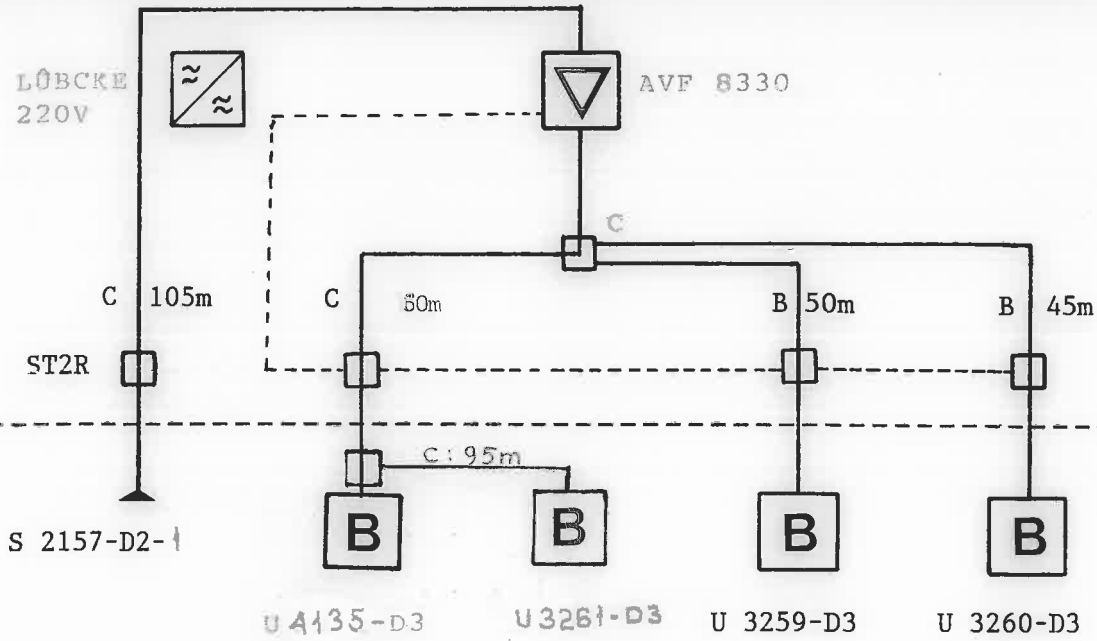 LÜBCKE
220V
AVF 8330
C
C 105m
C
B 50m
B 45m
ST2R
C:95m
B
B
B
B
S 2157-D2-1
U 4135-D3
U 3261-D3
U 3259-D3
U 3260-D3